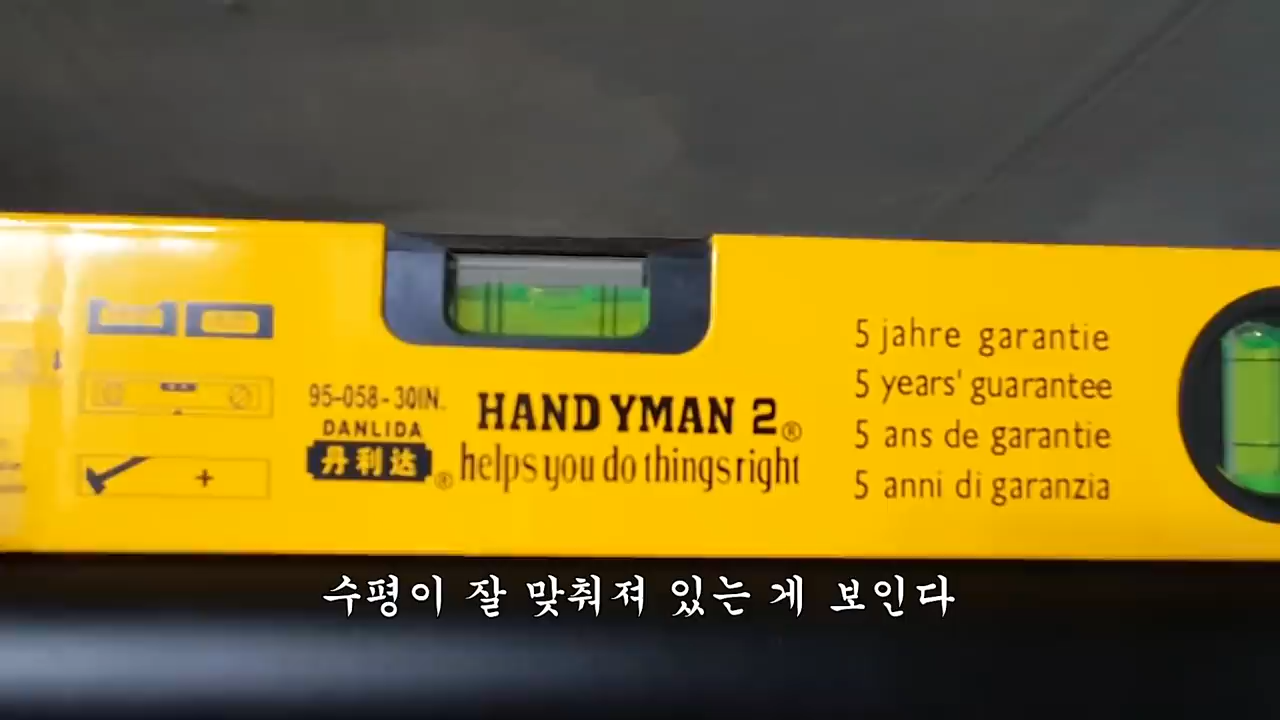 95-058-30IN.
DANLIDA
丹利达®
HANDYMAN 2®
helps you do things right
5 jahre garantie
5 years' guarantee
5 ans de garantie
5 anni di garanzia
수평이 잘 맞춰져 있는 게 보인다